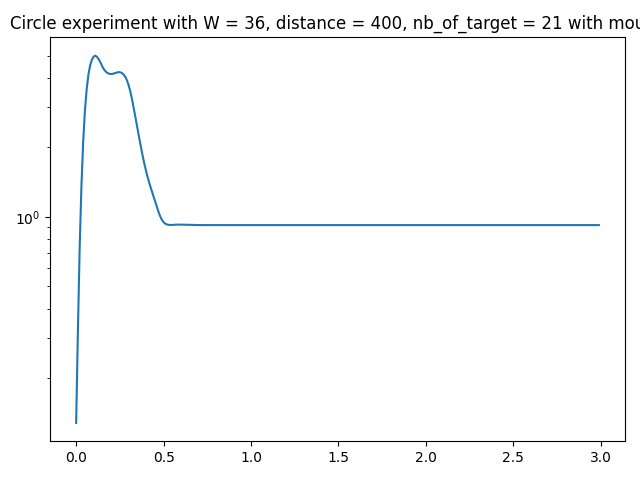 Circle experiment with W = 36, distance = 400, nb_of_target = 21 with mou
10⁰
0.0 0.5 1.0 1.5 2.0 2.5 3.0